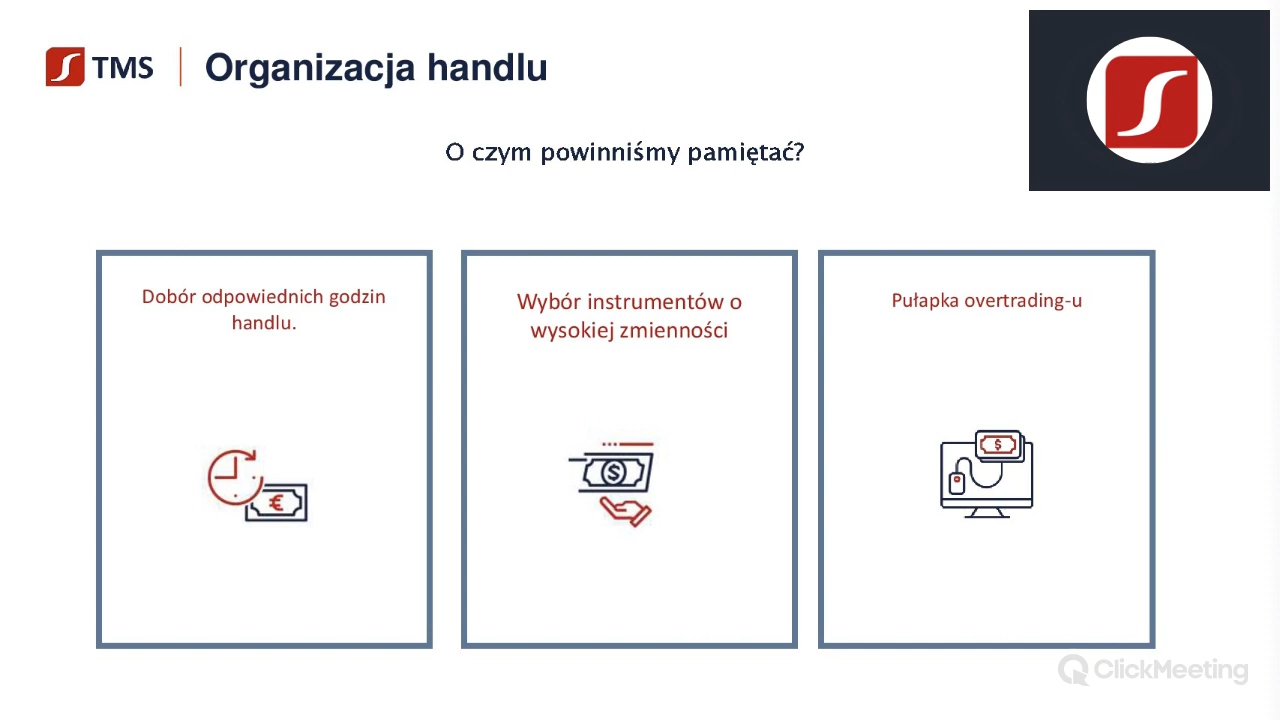 TMS
Organizacja handlu
O czym powinniśmy pamiętać?
Dobór odpowiednich godzin
handlu.
Wybór instrumentów o
wysokiej zmienności
Pułapka overtrading-u
ClickMeeting